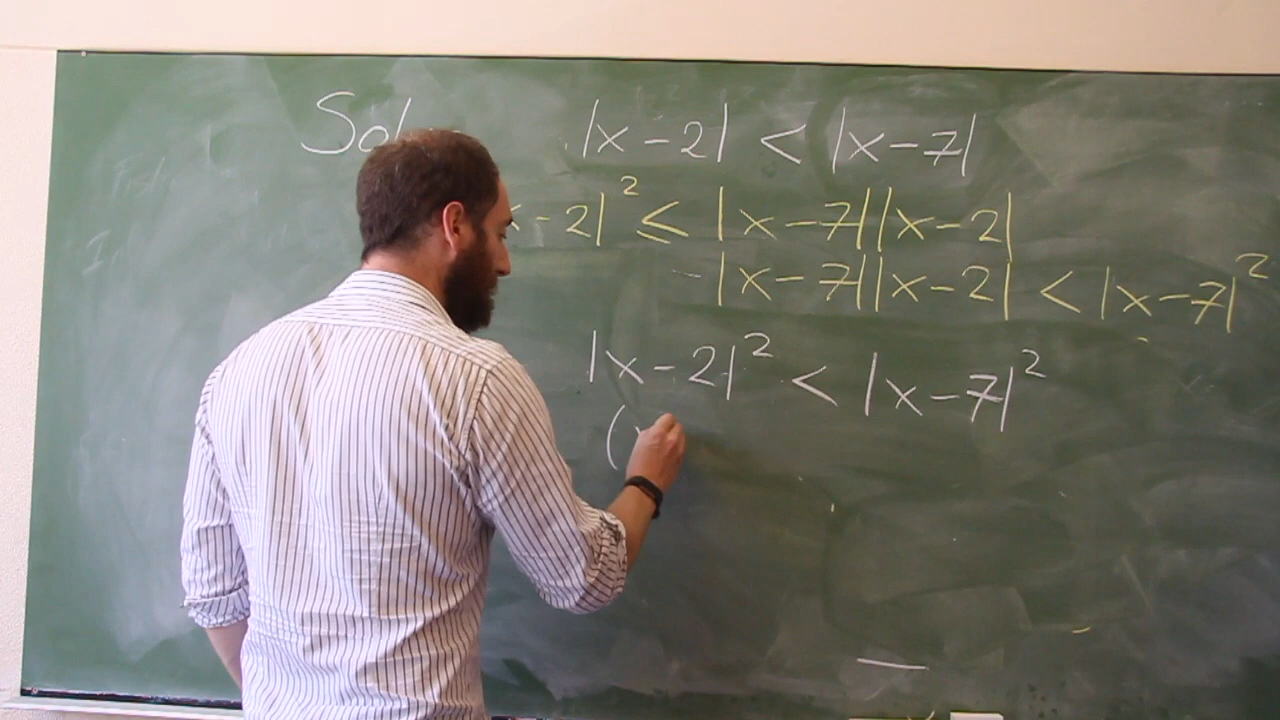 Sol |x-2| < |x-7|
x-2|² ≤ |x-7||x-2|
|x-7||x-2| < |x-7|²
|x-2|² < |x-7|²
(